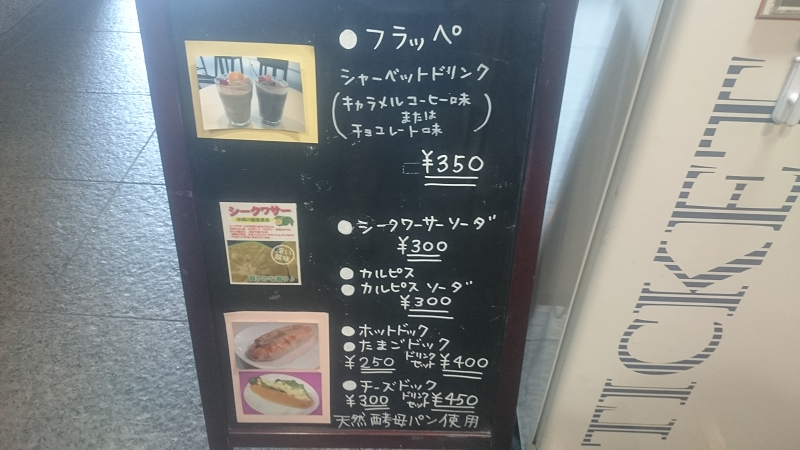 ● フラッペ
シャーベットドリンク
(キャラメルコーヒー味
または
チョコレート味)
¥350
シークワサー
● シークワーサーソーダ
¥300
● カルピス
● カルピスソーダ
¥300
● ホットドック
● たまごドック
¥250 ドリンクセット ¥400
● チーズドック
¥300 ドリンクセット ¥450
天然酵母パン使用
TICKET